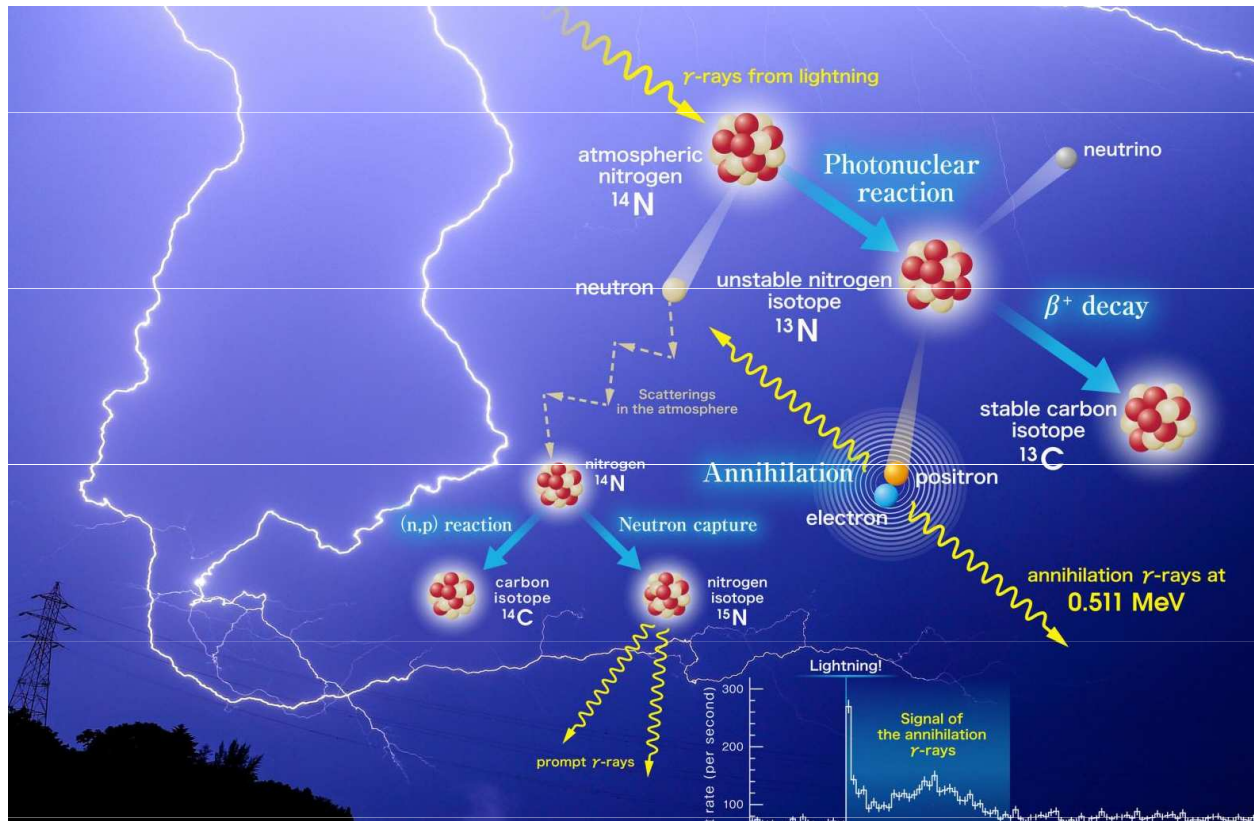 γ-rays from lightning
atmospheric
nitrogen
¹⁴N
Photonuclear
reaction
neutrino
neutron
unstable nitrogen
isotope
¹³N
β⁺ decay
Scatterings
in the atmosphere
stable carbon
isotope
¹³C
nitrogen
¹⁴N
Annihilation
positron
electron
(n,p) reaction
Neutron capture
carbon
isotope
¹⁴C
nitrogen
isotope
¹⁵N
annihilation γ-rays at
0.511 MeV
prompt γ-rays
Lightning!
Signal of
the annihilation
γ-rays
300
200
100
rate (per second)